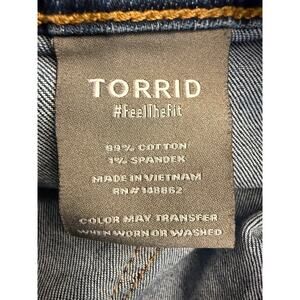 TORRID
#FeelTheFit
99% COTTON
1% SPANDEX
MADE IN VIETNAM
RN# 148862
COLOR MAY TRANSFER
WHEN WORN OR WASHED